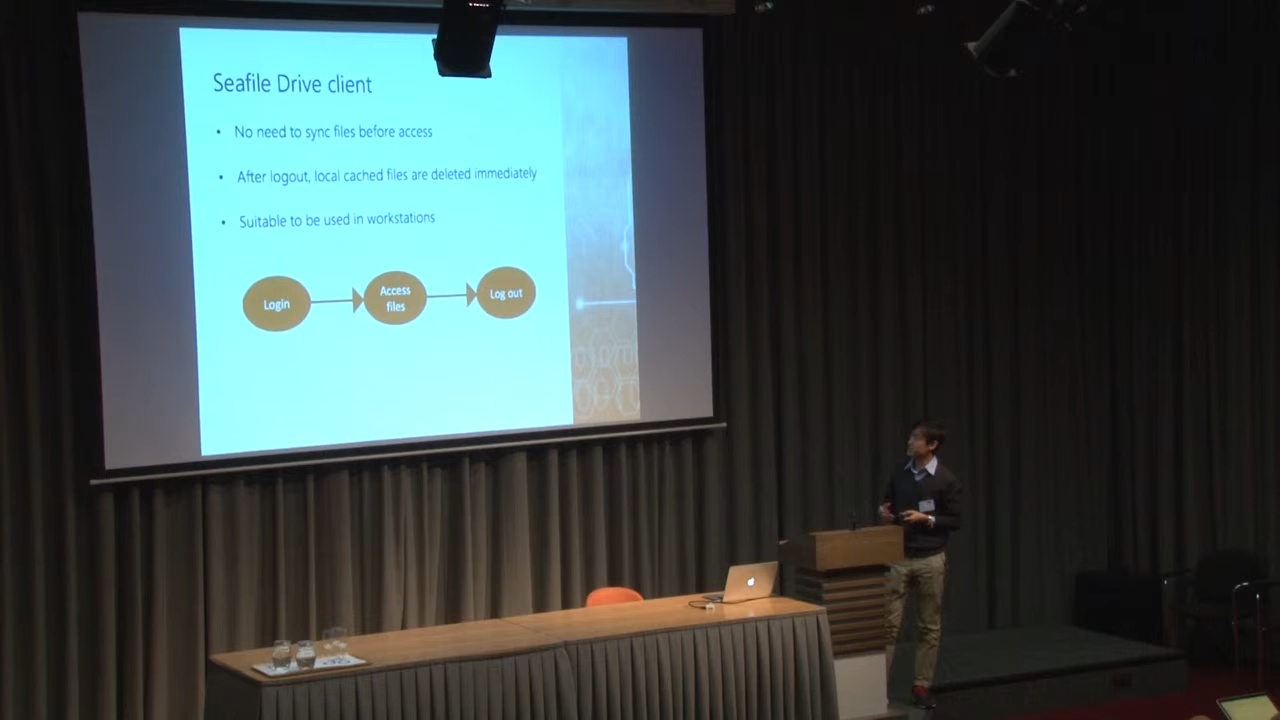 Seafile Drive client
• No need to sync files before access
• After logout, local cached files are deleted immediately
• Suitable to be used in workstations
Login
Access
files
Log out